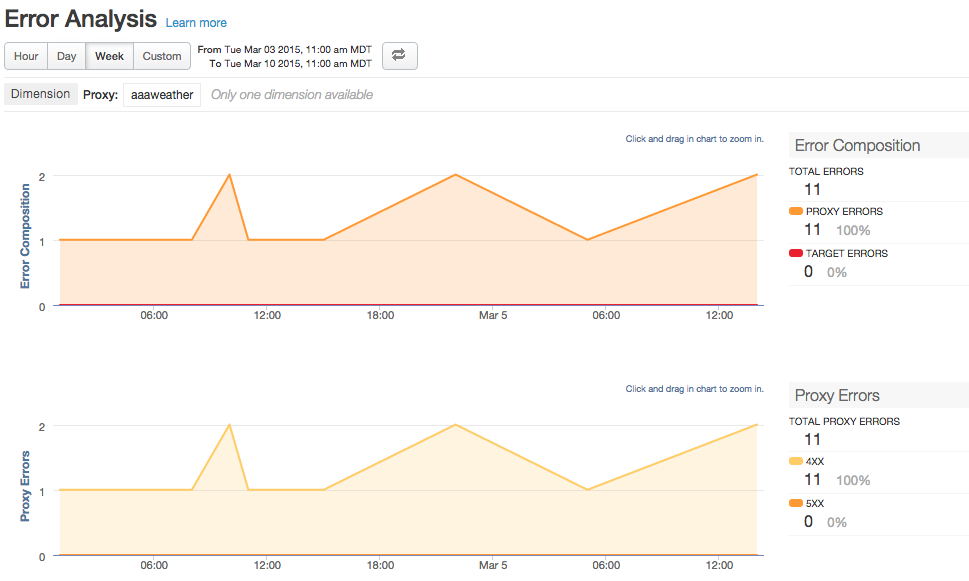 Error Analysis Learn more
Hour Day Week Custom From Tue Mar 03 2015, 11:00 am MDT
To Tue Mar 10 2015, 11:00 am MDT
Dimension Proxy: aaaweather Only one dimension available
Click and drag in chart to zoom in.
Error Composition
2
1
0
06:00 12:00 18:00 Mar 5 06:00 12:00
Error Composition
TOTAL ERRORS
11
PROXY ERRORS
11 100%
TARGET ERRORS
0 0%
Click and drag in chart to zoom in.
Proxy Errors
2
1
0
06:00 12:00 18:00 Mar 5 06:00 12:00
Proxy Errors
TOTAL PROXY ERRORS
11
4XX
11 100%
5XX
0 0%